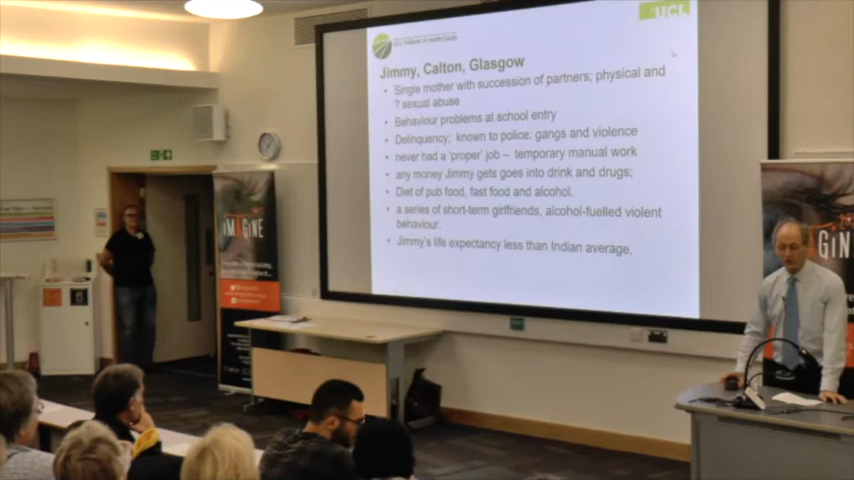 UCL Institute of Health Equity
UCL
Jimmy, Calton, Glasgow
• Single mother with succession of partners; physical and
? sexual abuse
• Behaviour problems at school entry
• Delinquency; known to police: gangs and violence
• never had a 'proper' job – temporary manual work
• any money Jimmy gets goes into drink and drugs;
• Diet of pub food, fast food and alcohol.
• a series of short-term girlfriends, alcohol-fuelled violent
behaviour.
• Jimmy's life expectancy less than Indian average.
IMAGINE
GIN